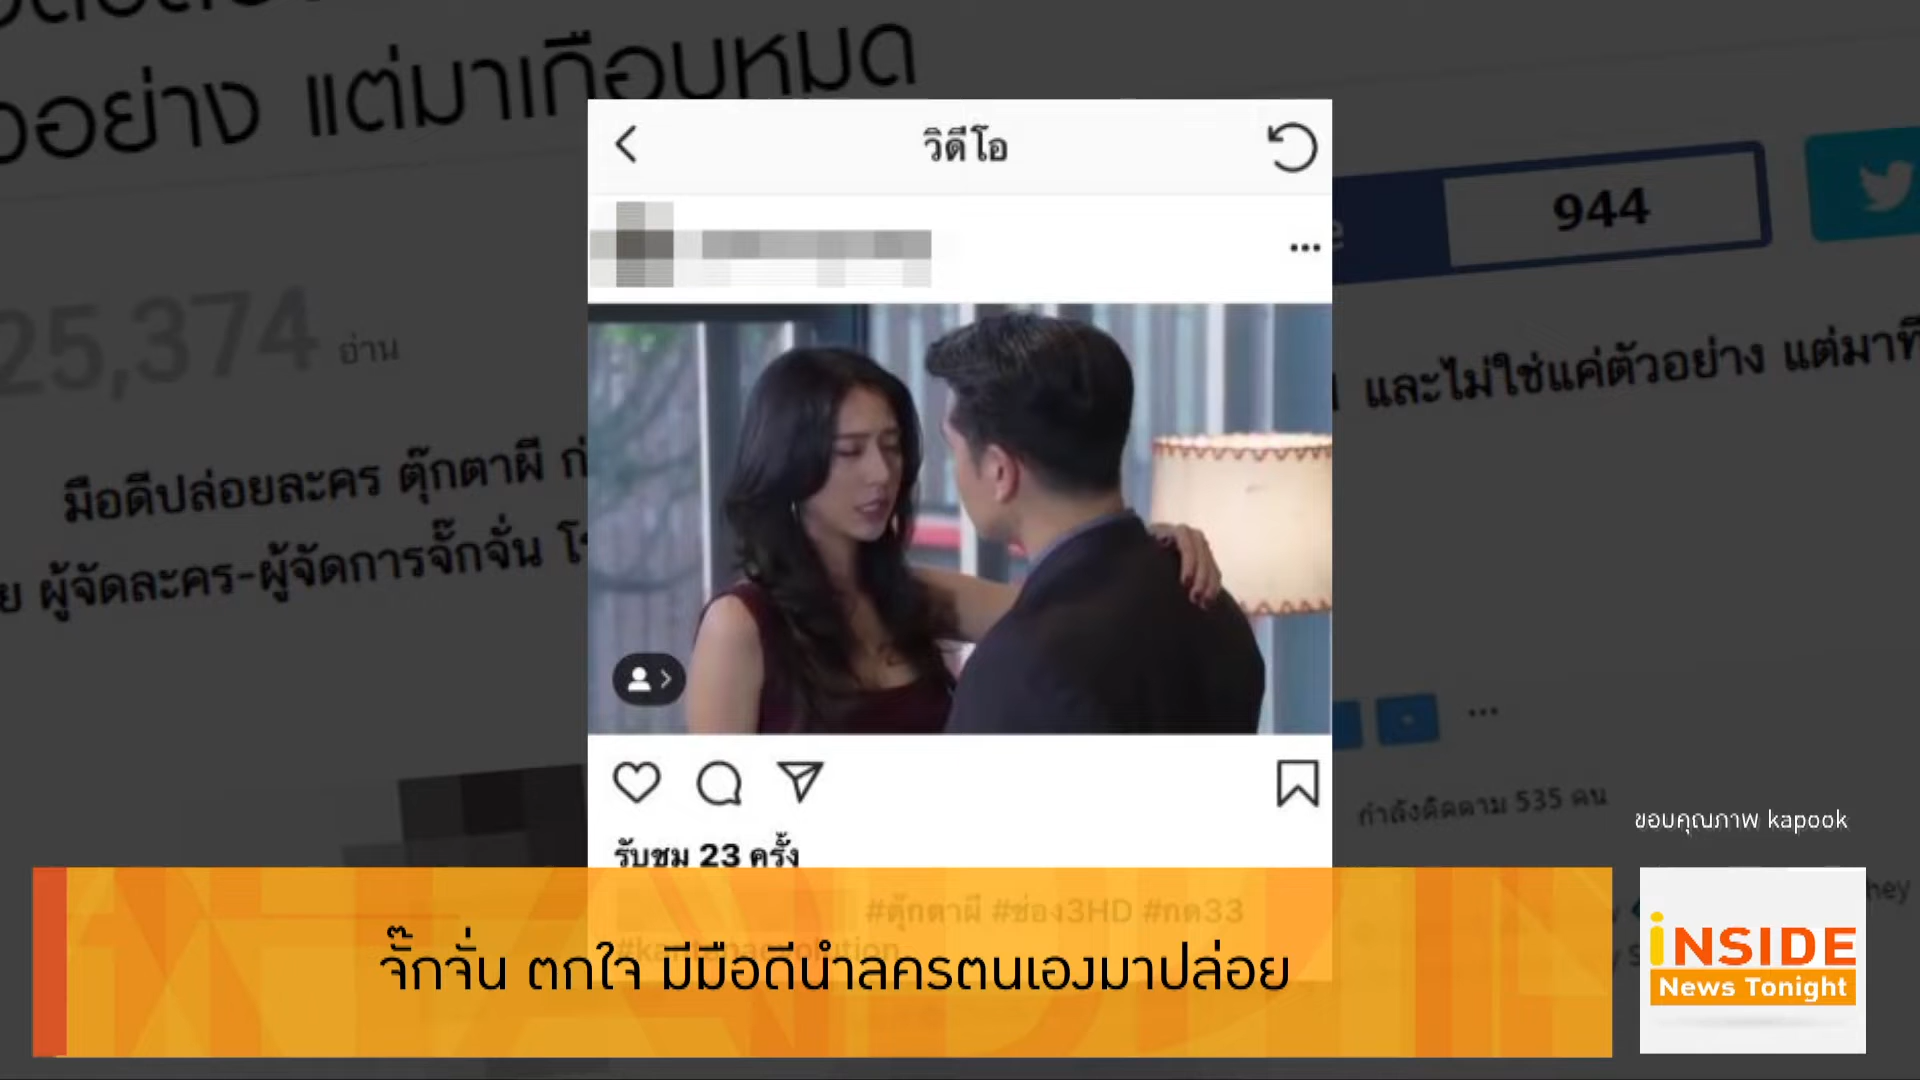 อย่าง แต่มาเกือบหมด
วิดีโอ
944
25,374 อ่าน
และไม่ใช่แค่ตัวอย่าง แต่มาทั
มือดีปล่อยละคร ตุ๊กตาผี ก่
ย ผู้จัดละคร-ผู้จัดการจั๊กจั่น โ
กำลังติดตาม 535 คน
ขอบคุณภาพ kapook
รับชม 23 ครั้ง
#ตุ๊กตาผี #ช่อง3HD #กด33
#kantanaevolution
จั๊กจั่น ตกใจ มีมือดีนำละครตนเองมาปล่อย
iNSIDE
News Tonight